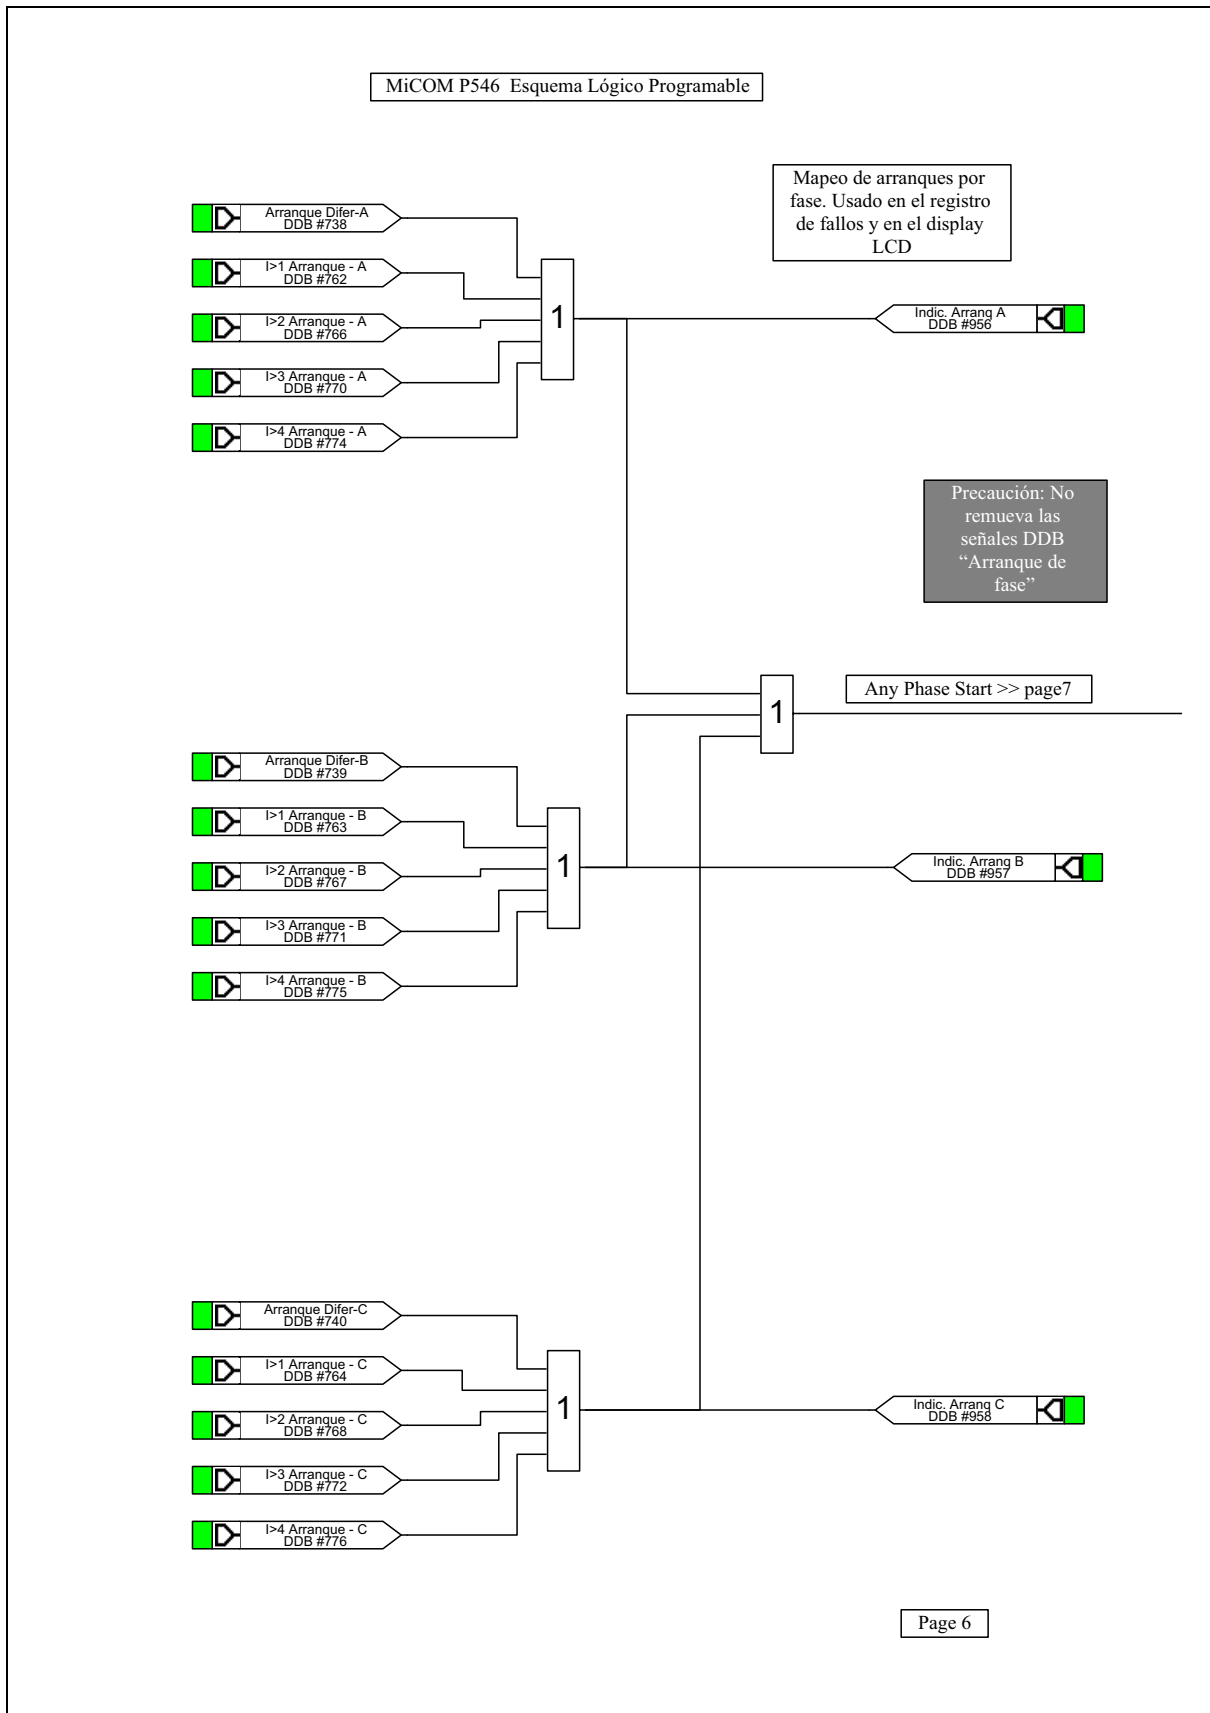 MiCOM P546 Esquema Lógico Programable
Mapeo de arranques por
fase. Usado en el registro
de fallos y en el display
LCD
Arranque Difer-A
DDB #738
I>1 Arranque - A
DDB #762
I>2 Arranque - A
DDB #766
I>3 Arranque - A
DDB #770
I>4 Arranque - A
DDB #774
1
Indic. Arranq A
DDB #956
Precaución: No
remueva las
señales DDB
“Arranque de
fase”
Any Phase Start >> page7
1
Arranque Difer-B
DDB #739
I>1 Arranque - B
DDB #763
I>2 Arranque - B
DDB #767
I>3 Arranque - B
DDB #771
I>4 Arranque - B
DDB #775
1
Indic. Arranq B
DDB #957
Arranque Difer-C
DDB #740
I>1 Arranque - C
DDB #764
I>2 Arranque - C
DDB #768
I>3 Arranque - C
DDB #772
I>4 Arranque - C
DDB #776
1
Indic. Arranq C
DDB #958
Page 6